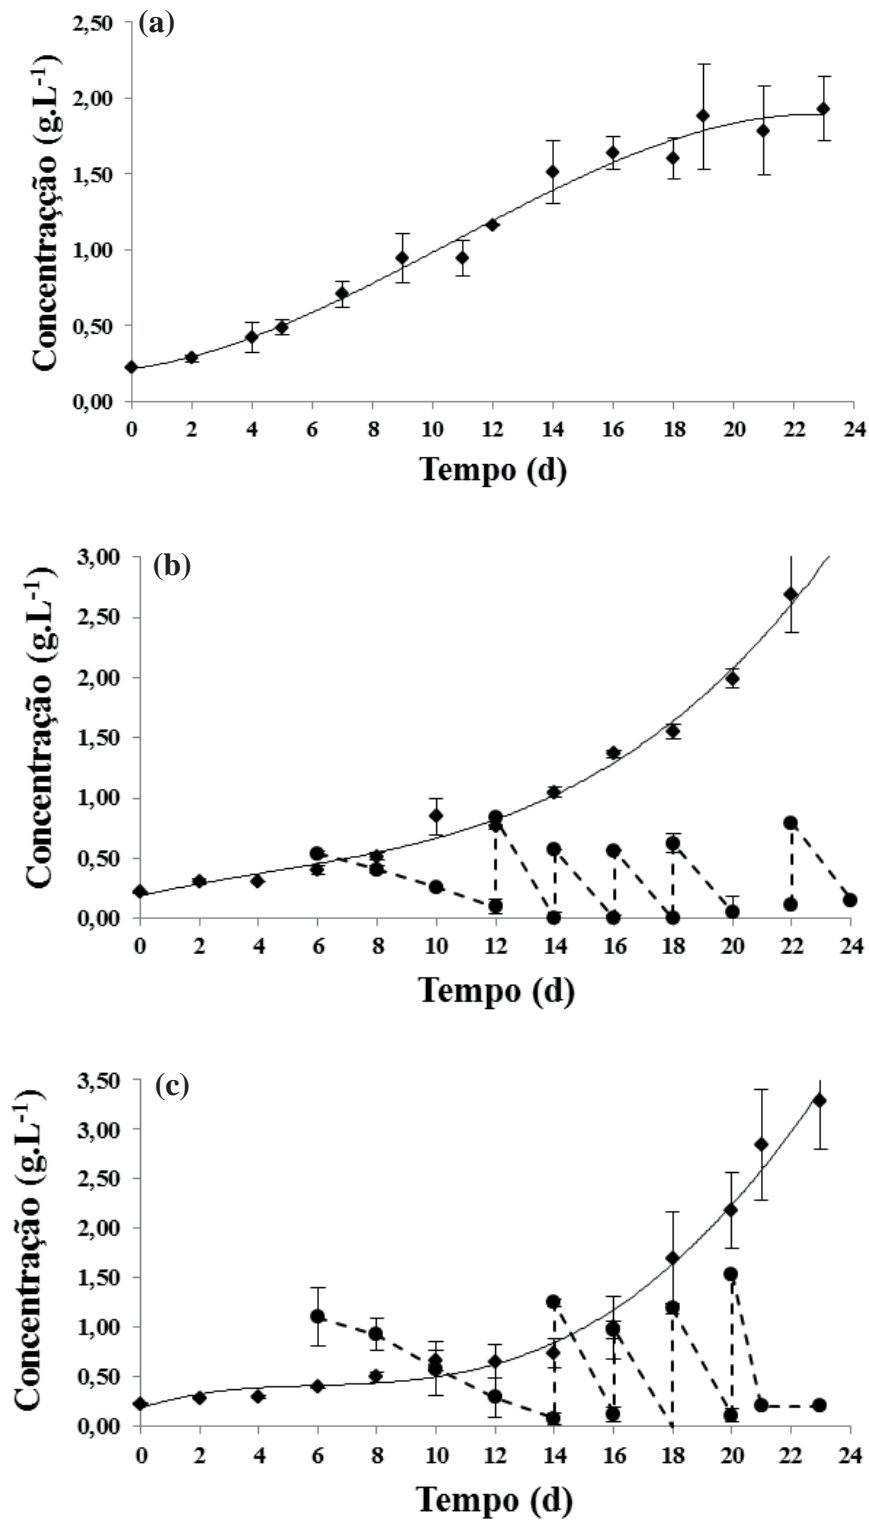 (a)
Concentraçção (g.L-1)
2,50
2,00
1,50
1,00
0,50
0,00
0 2 4 6 8 10 12 14 16 18 20 22 24
Tempo (d)
(b)
Concentração (g.L-1)
3,00
2,50
2,00
1,50
1,00
0,50
0,00
0 2 4 6 8 10 12 14 16 18 20 22 24
Tempo (d)
(c)
Concentração (g.L-1)
3,50
3,00
2,50
2,00
1,50
1,00
0,50
0,00
0 2 4 6 8 10 12 14 16 18 20 22 24
Tempo (d)